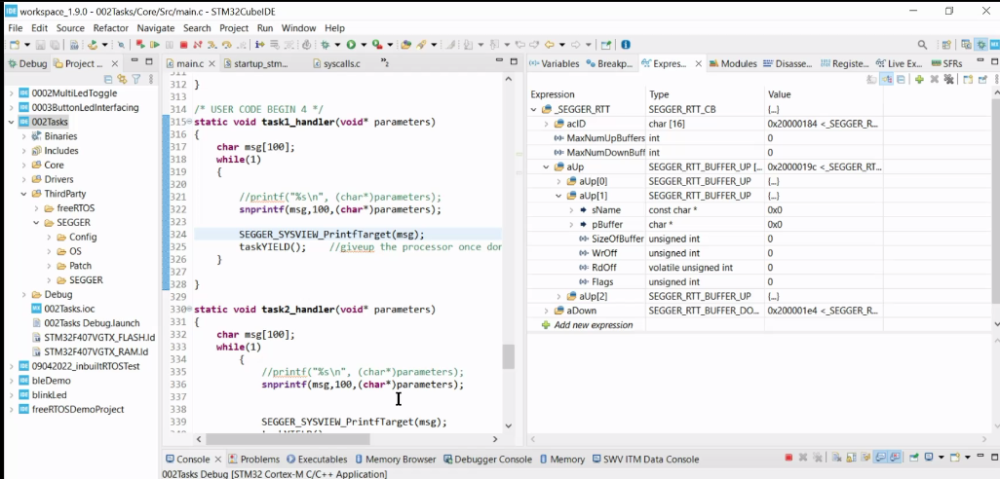 workspace_1.9.0 - 002Tasks/Core/Src/main.c - STM32CubeIDE
File Edit Source Refactor Navigate Search Project Run Window Help
Debug Project ... main.c startup_stm... syscalls.c »2
Variables Breakp... Expres... Modules Disasse... Registe... Live Ex... SFRs
0002MultiLedToggle
0003ButtonLedInterfacing
002Tasks
Binaries
Includes
Core
Drivers
ThirdParty
freeRTOS
SEGGER
Config
OS
Patch
SEGGER
Debug
002Tasks.ioc
002Tasks Debug.launch
STM32F407VGTX_FLASH.ld
STM32F407VGTX_RAM.ld
09042022_inbuiltRTOSTest
bleDemo
blinkLed
freeRTOSDemoProject
311
312 }
313
314 /* USER CODE BEGIN 4 */
315 static void task1_handler(void* parameters)
316 {
317 char msg[100];
318 while(1)
319 {
320
321 //printf("%s\n", (char*)parameters);
322 snprintf(msg,100,(char*)parameters);
323
324 SEGGER_SYSVIEW_PrintfTarget(msg);
325 taskYIELD(); //giveup the processor once dor
326 }
327
328 }
329
330 static void task2_handler(void* parameters)
331 {
332 char msg[100];
333 while(1)
334 {
335 //printf("%s\n", (char*)parameters);
336 snprintf(msg,100,(char*)parameters);
337
338
339 SEGGER_SYSVIEW_PrintfTarget(msg);
Expression Type Value
_SEGGER_RTT SEGGER_RTT_CB {...}
acID char [16] 0x20000184 <_SEGGER_R...
MaxNumUpBuffers int 0
MaxNumDownBuff int 0
aUp SEGGER_RTT_BUFFER_UP [... 0x2000019c <_SEGGER_RT...
aUp[0] SEGGER_RTT_BUFFER_UP {...}
aUp[1] SEGGER_RTT_BUFFER_UP {...}
sName const char * 0x0
pBuffer char * 0x0
SizeOfBuffer unsigned int 0
WrOff unsigned int 0
RdOff volatile unsigned int 0
Flags unsigned int 0
aUp[2] SEGGER_RTT_BUFFER_UP {...}
aDown SEGGER_RTT_BUFFER_DO... 0x200001e4 <_SEGGER_R...
Add new expression
Console Problems Executables Memory Browser Debugger Console Memory SWV ITM Data Console
002Tasks Debug [STM32 Cortex-M C/C++ Application]